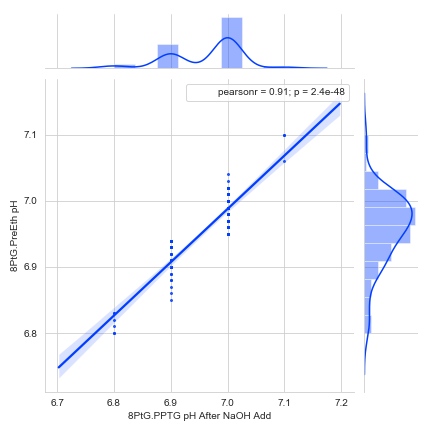 pearsonr = 0.91; p = 2.4e-48
7.1
7.0
6.9
6.8
8PtG.PreEth pH
6.7 6.8 6.9 7.0 7.1 7.2
8PtG.PPTG pH After NaOH Add